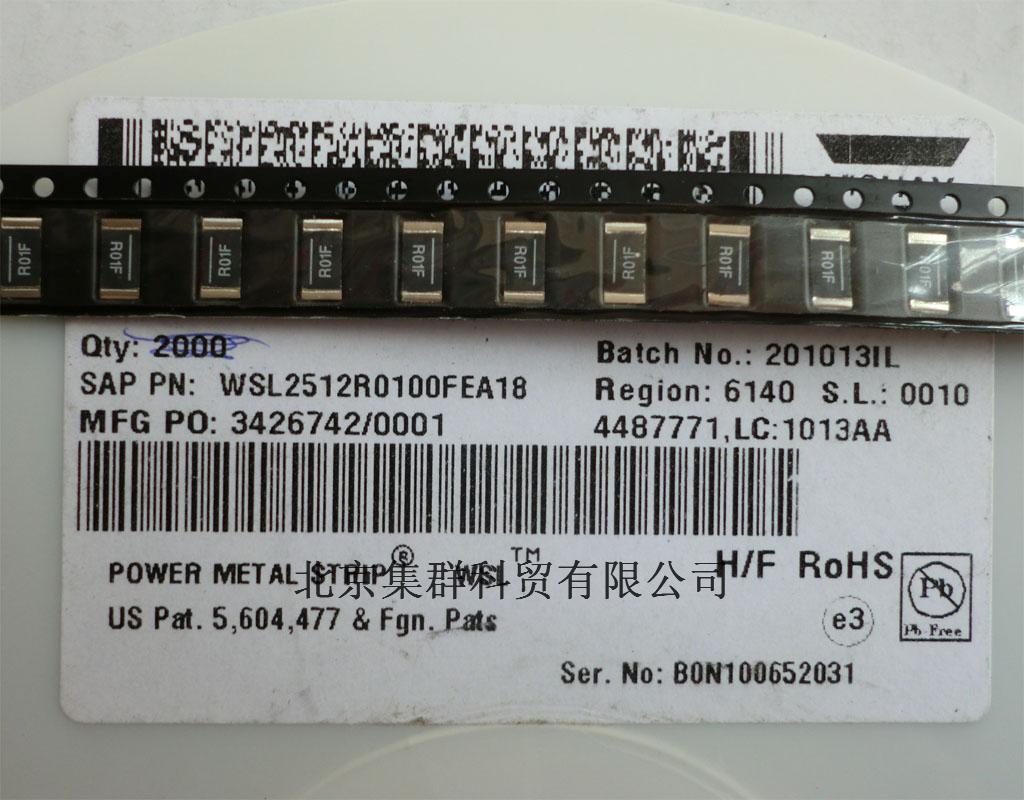 R01F R01F R01F R01F R01F R01F R01F R01F R01F R01F
Qty: 2000
Batch No.: 201013IL
SAP PN: WSL2512R0100FEA18
Region: 6140 S.L.: 0010
MFG PO: 3426742/0001
4487771,LC:1013AA
POWER METAL STRIP® WSL™
H/F RoHS
北京集群科贸有限公司
US Pat. 5,604,477 & Fgn. Pats
e3
Pb
Pb-Free
Ser. No: B0N100652031